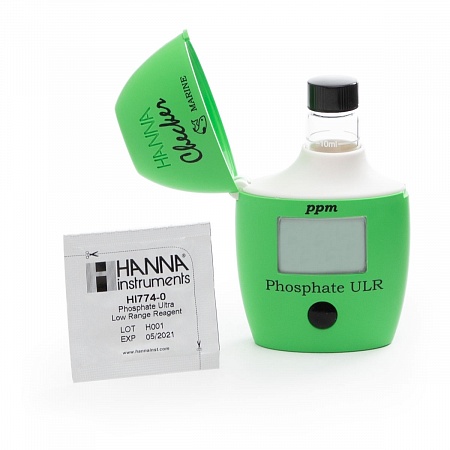 HANNA
Checker
MARINE
10ml
ppm
Phosphate ULR
HANNA
instruments
HI774-0
Phosphate Ultra
Low Range Reagent
LOT H001
EXP 05/2021
www.hannainst.com